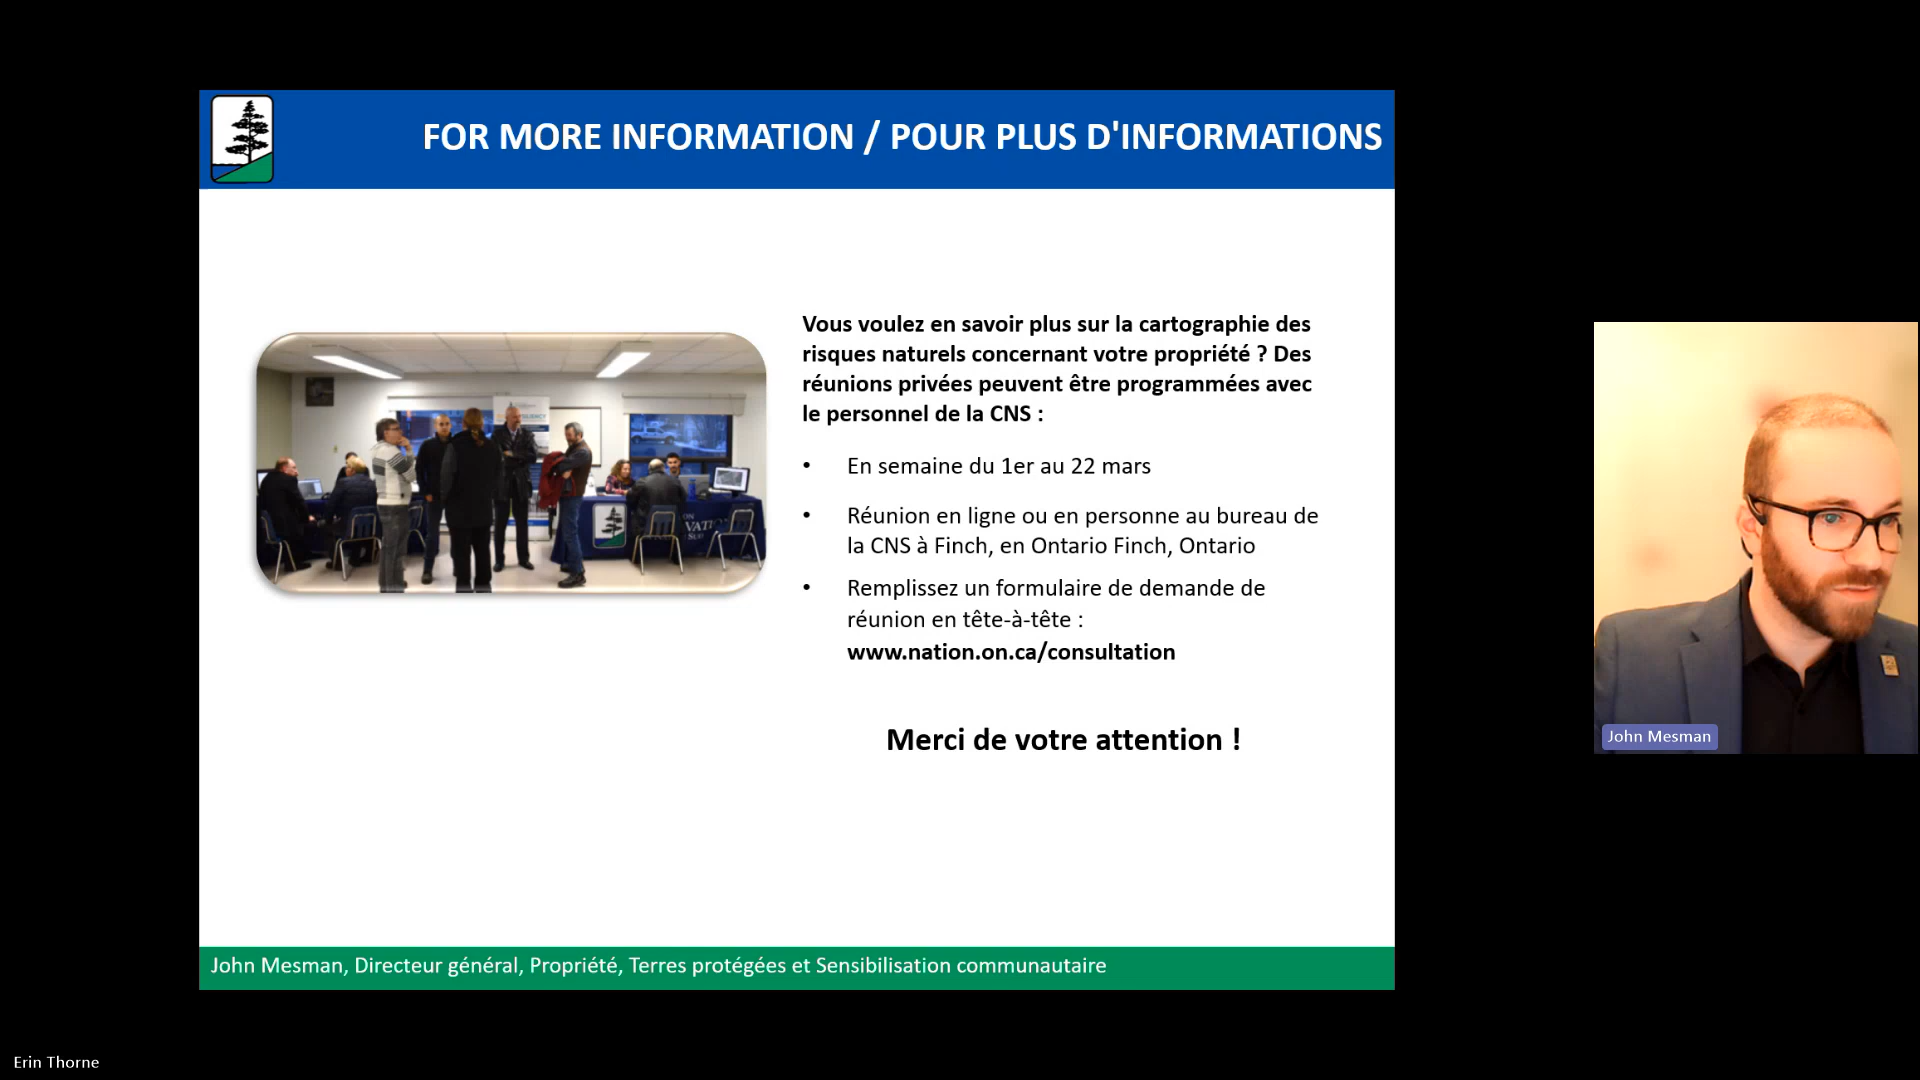 FOR MORE INFORMATION / POUR PLUS D'INFORMATIONS
Vous voulez en savoir plus sur la cartographie des
risques naturels concernant votre propriété ? Des
réunions privées peuvent être programmées avec
le personnel de la CNS :
• En semaine du 1er au 22 mars
• Réunion en ligne ou en personne au bureau de
la CNS à Finch, en Ontario Finch, Ontario
• Remplissez un formulaire de demande de
réunion en tête-à-tête :
www.nation.on.ca/consultation
Merci de votre attention !
John Mesman, Directeur général, Propriété, Terres protégées et Sensibilisation communautaire
John Mesman
Erin Thorne